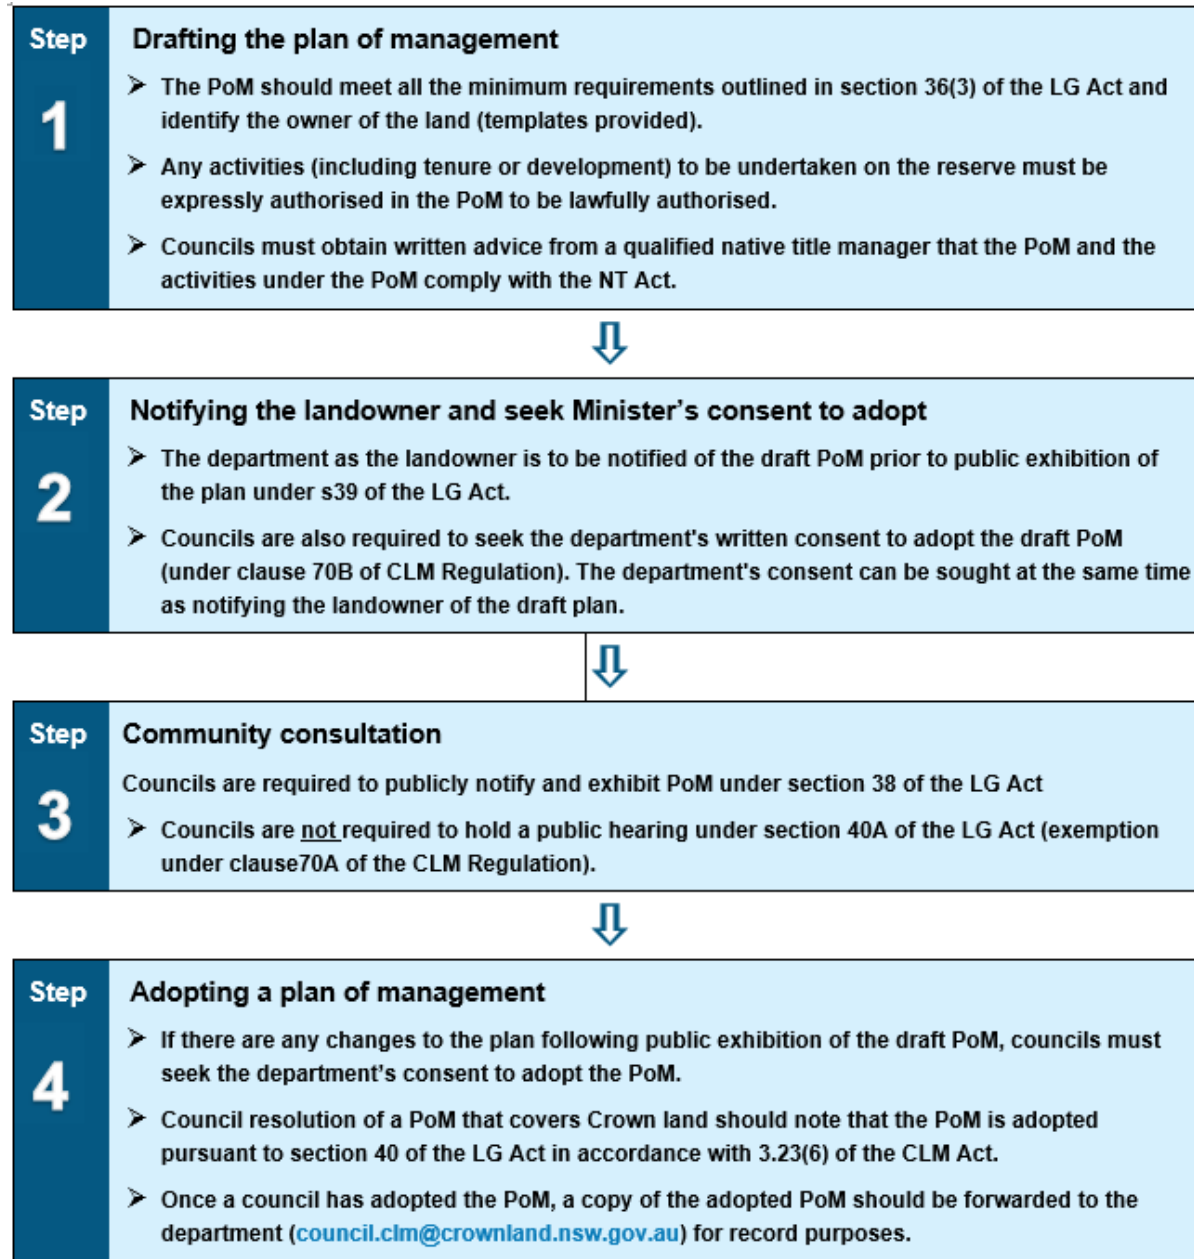 Step
1
Drafting the plan of management
➢ The PoM should meet all the minimum requirements outlined in section 36(3) of the LG Act and
identify the owner of the land (templates provided).
➢ Any activities (including tenure or development) to be undertaken on the reserve must be
expressly authorised in the PoM to be lawfully authorised.
➢ Councils must obtain written advice from a qualified native title manager that the PoM and the
activities under the PoM comply with the NT Act.
Step
2
Notifying the landowner and seek Minister’s consent to adopt
➢ The department as the landowner is to be notified of the draft PoM prior to public exhibition of
the plan under s39 of the LG Act.
➢ Councils are also required to seek the department's written consent to adopt the draft PoM
(under clause 70B of CLM Regulation). The department's consent can be sought at the same time
as notifying the landowner of the draft plan.
Step
3
Community consultation
Councils are required to publicly notify and exhibit PoM under section 38 of the LG Act
➢ Councils are not required to hold a public hearing under section 40A of the LG Act (exemption
under clause70A of the CLM Regulation).
Step
4
Adopting a plan of management
➢ If there are any changes to the plan following public exhibition of the draft PoM, councils must
seek the department’s consent to adopt the PoM.
➢ Council resolution of a PoM that covers Crown land should note that the PoM is adopted
pursuant to section 40 of the LG Act in accordance with 3.23(6) of the CLM Act.
➢ Once a council has adopted the PoM, a copy of the adopted PoM should be forwarded to the
department (council.clm@crownland.nsw.gov.au) for record purposes.